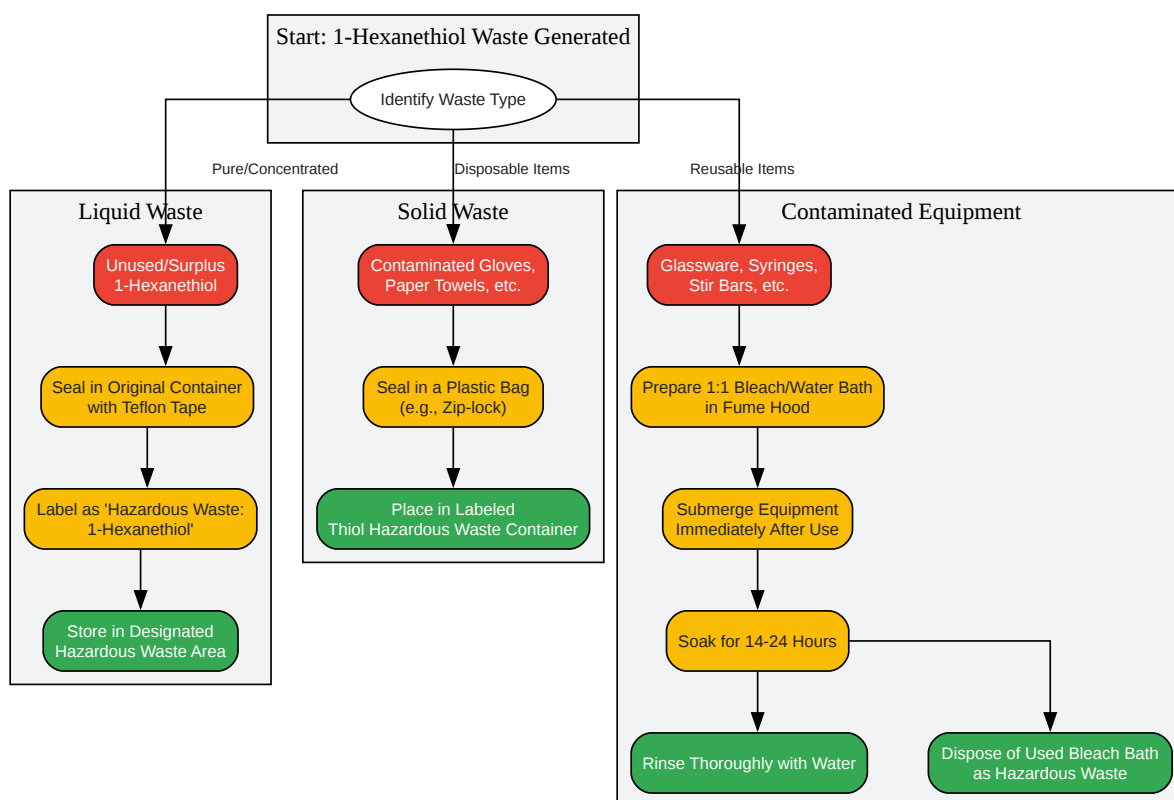 Start: 1-Hexanethiol Waste Generated
Identify Waste Type
Pure/Concentrated
Disposable Items
Reusable Items
Liquid Waste
Unused/Surplus
1-Hexanethiol
Seal in Original Container
with Teflon Tape
Label as 'Hazardous Waste:
1-Hexanethiol'
Store in Designated
Hazardous Waste Area
Solid Waste
Contaminated Gloves,
Paper Towels, etc.
Seal in a Plastic Bag
(e.g., Zip-lock)
Place in Labeled
Thiol Hazardous Waste Container
Contaminated Equipment
Glassware, Syringes,
Stir Bars, etc.
Prepare 1:1 Bleach/Water Bath
in Fume Hood
Submerge Equipment
Immediately After Use
Soak for 14-24 Hours
Rinse Thoroughly with Water
Dispose of Used Bleach Bath
as Hazardous Waste